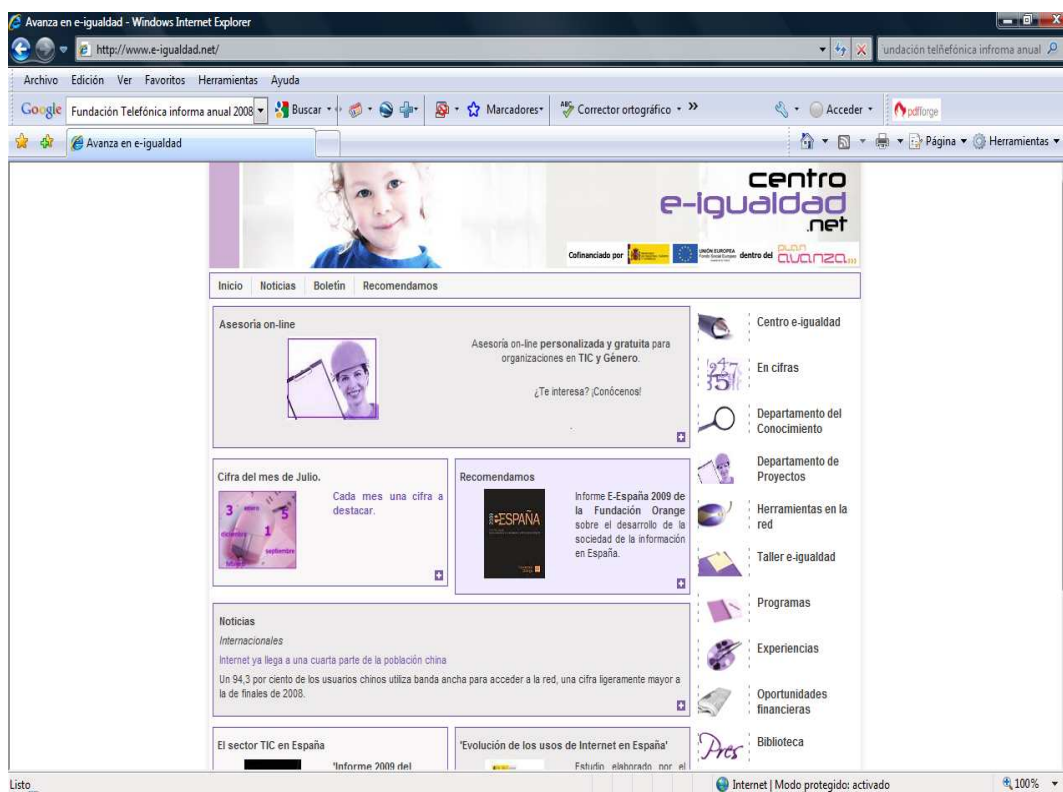 Avanza en e-igualdad - Windows Internet Explorer
http://www.e-igualdad.net/
undación telñefónica infroma anual
Archivo Edición Ver Favoritos Herramientas Ayuda
Google Fundación Telefónica informa anual 2008 Buscar Marcadores ABC Corrector ortográfico » Acceder pdfforge
Avanza en e-igualdad Página Herramientas
centro
e-igualdad
.net
Cofinanciado por UNIÓN EUROPEA dentro del PLAN avanza
Inicio Noticias Boletín Recomendamos
Asesoría on-line
Asesoría on-line personalizada y gratuita para
organizaciones en TIC y Género.
¿Te interesa? ¡Conócenos!
.
Cifra del mes de Julio.
3 enero 5
diciembre 1
septiembre
Cada mes una cifra a
destacar.
Recomendamos
eESPAÑA
Informe E-España 2009 de
la Fundación Orange
sobre el desarrollo de la
sociedad de la información
en España.
Noticias
Internacionales
Internet ya llega a una cuarta parte de la población china
Un 94,3 por ciento de los usuarios chinos utiliza banda ancha para acceder a la red, una cifra ligeramente mayor a
la de finales de 2008.
El sector TIC en España
'Informe 2009 del
'Evolución de los usos de Internet en España'
Estudio elaborado por el
Centro e-igualdad
En cifras
Departamento del
Conocimiento
Departamento de
Proyectos
Herramientas en la
red
Taller e-igualdad
Programas
Experiencias
Oportunidades
financieras
Pres
Biblioteca
Listo
Internet | Modo protegido: activado
100%